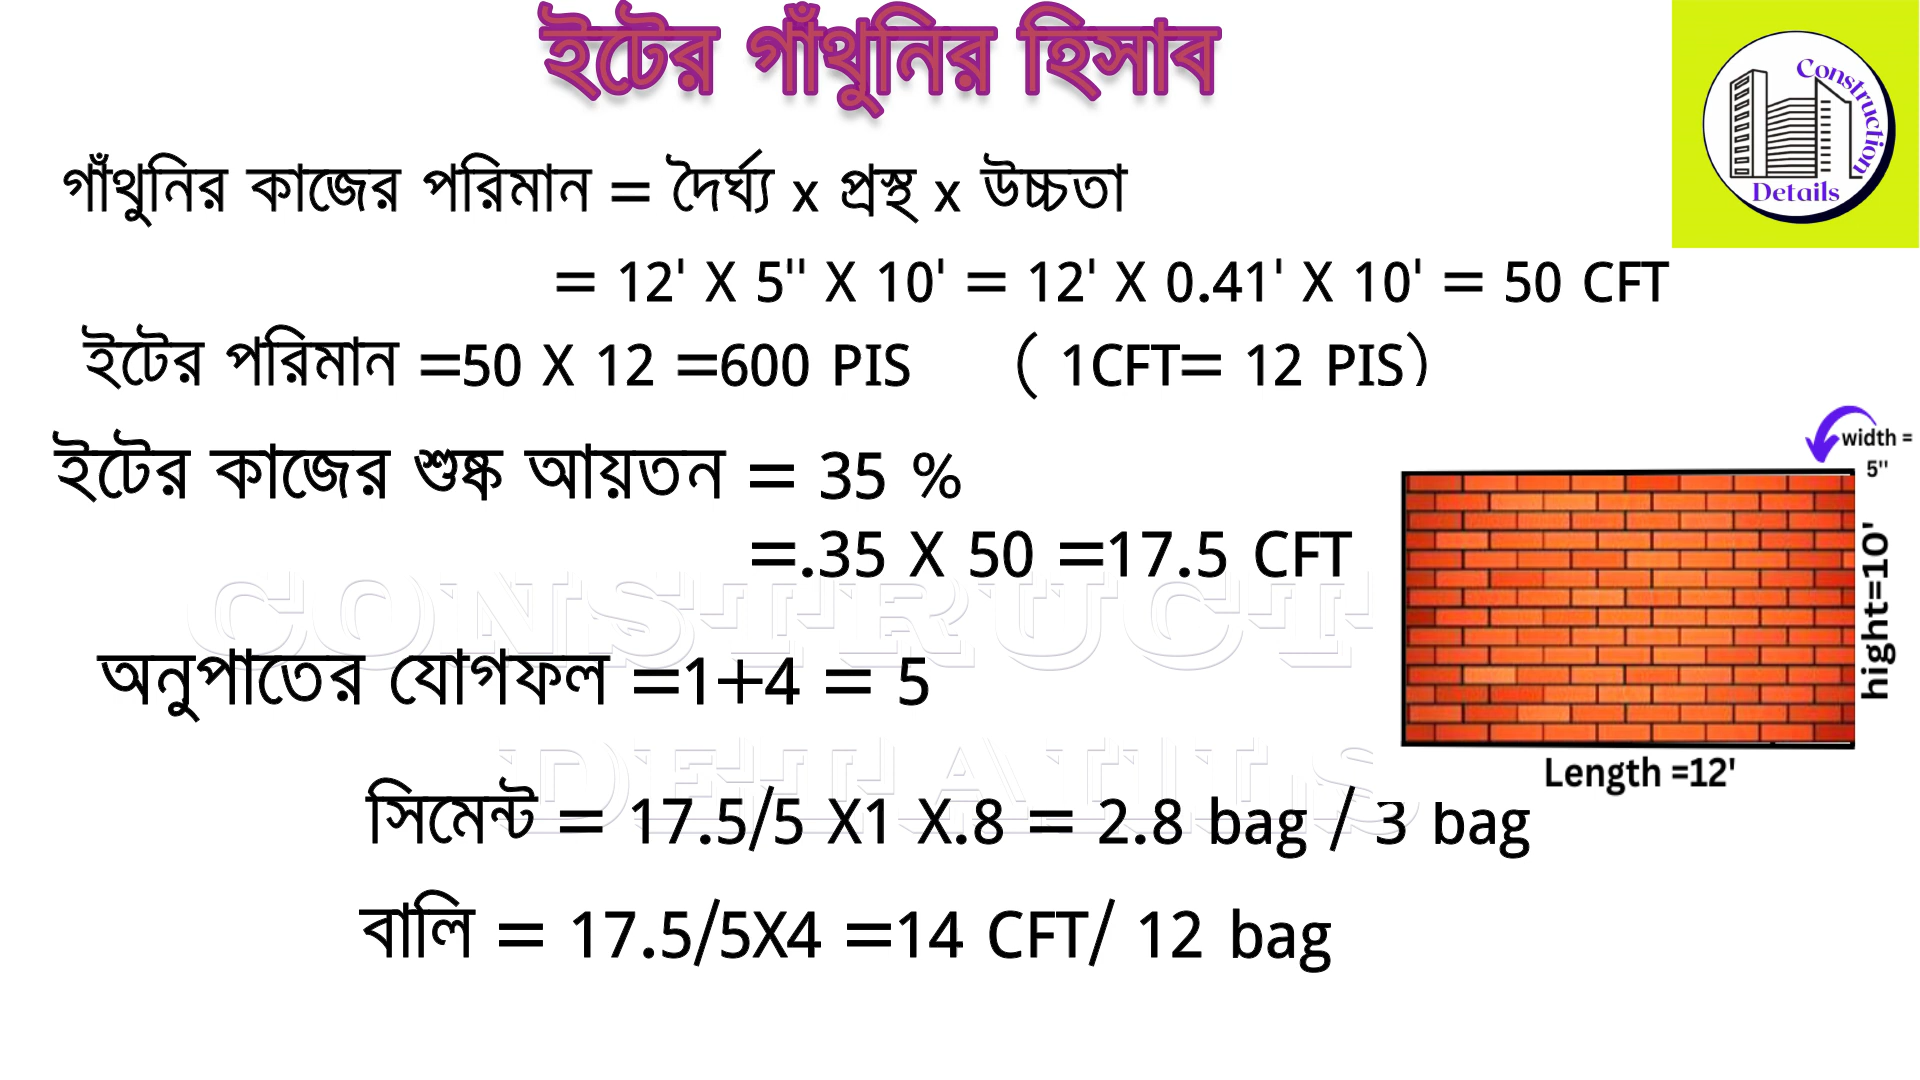 ইটের গাঁথুনির হিসাব
Construction
Details
গাঁথুনির কাজের পরিমান = দৈর্ঘ্য x প্রস্থ x উচ্চতা
= 12' X 5'' X 10' = 12' X 0.41' X 10' = 50 CFT
ইটের পরিমান =50 X 12 =600 PIS ( 1CFT= 12 PIS)
ইটের কাজের শুষ্ক আয়তন = 35 %
=.35 X 50 =17.5 CFT
width =
5''
hight=10'
Length =12'
CONSTRUCT
DETAILS
অনুপাতের যোগফল =1+4 = 5
সিমেন্ট = 17.5/5 X1 X.8 = 2.8 bag / 3 bag
বালি = 17.5/5X4 =14 CFT/ 12 bag